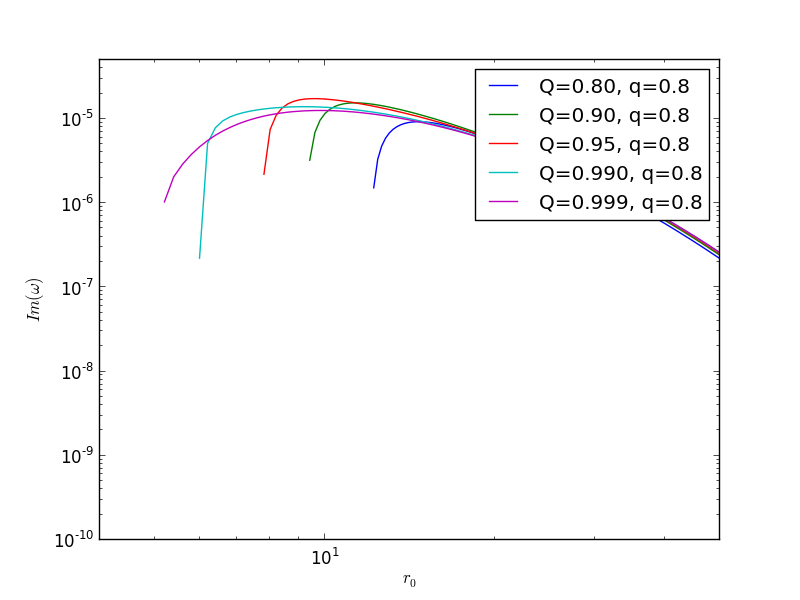 Q=0.80, q=0.8
Q=0.90, q=0.8
Q=0.95, q=0.8
Q=0.990, q=0.8
Q=0.999, q=0.8
10^-5
10^-6
10^-7
10^-8
10^-9
10^-10
Im(ω)
10^1
r_0